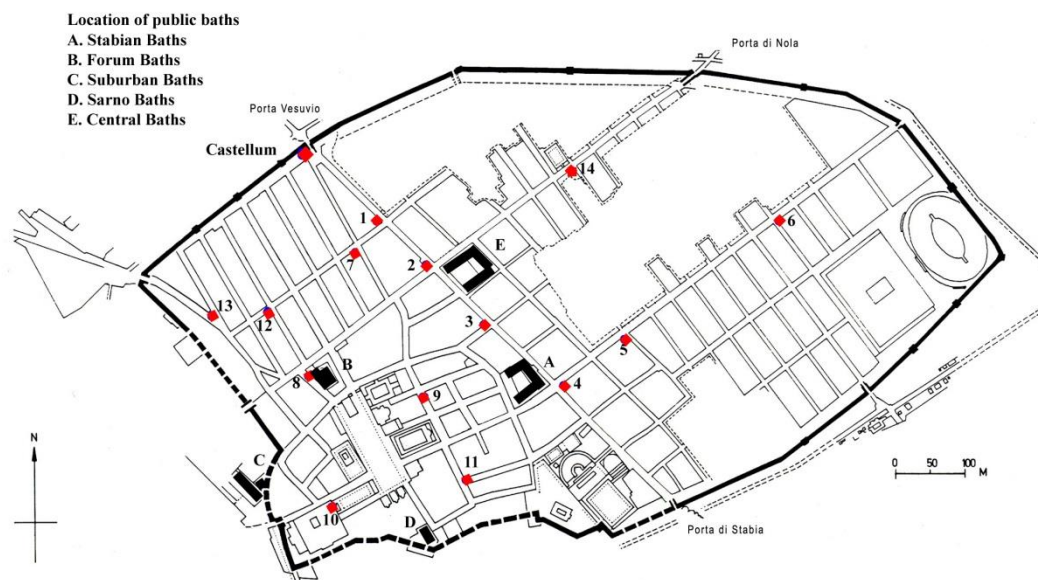 Location of public baths
A. Stabian Baths
B. Forum Baths
C. Suburban Baths
D. Sarno Baths
E. Central Baths
Porta di Nola
Porta Vesuvio
Castellum
14
1
6
E
7
2
13
12
3
5
A
B
8
4
9
N
C
11
0 50 100
M
10
D
Porta di Stabia